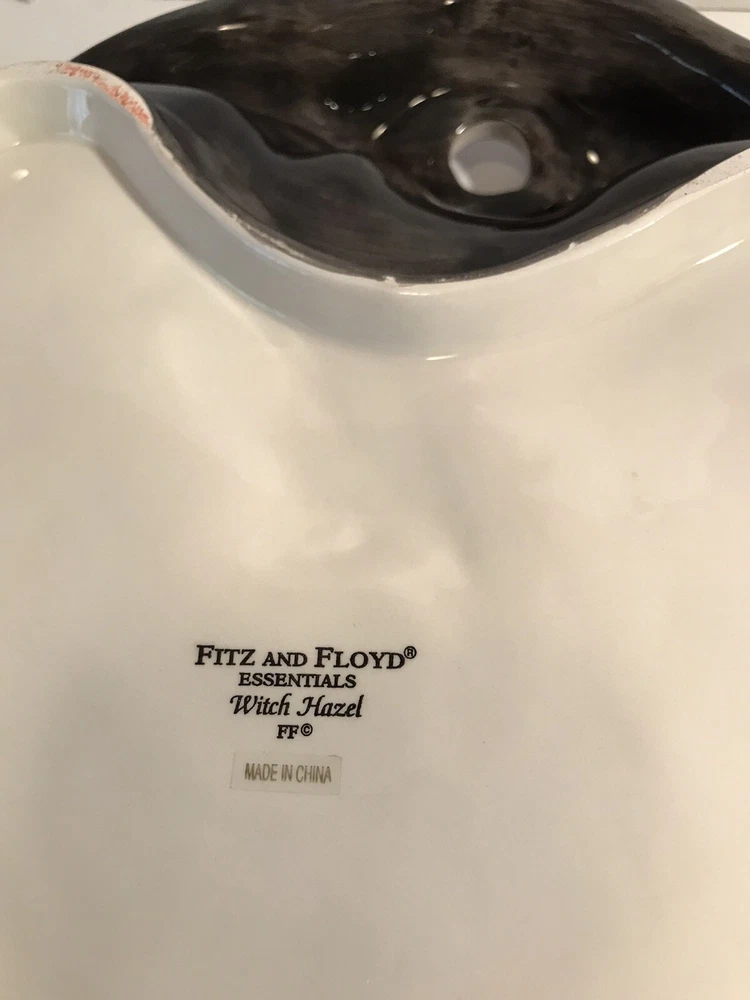 FITZ AND FLOYD®
ESSENTIALS
Witch Hazel
FF©
MADE IN CHINA